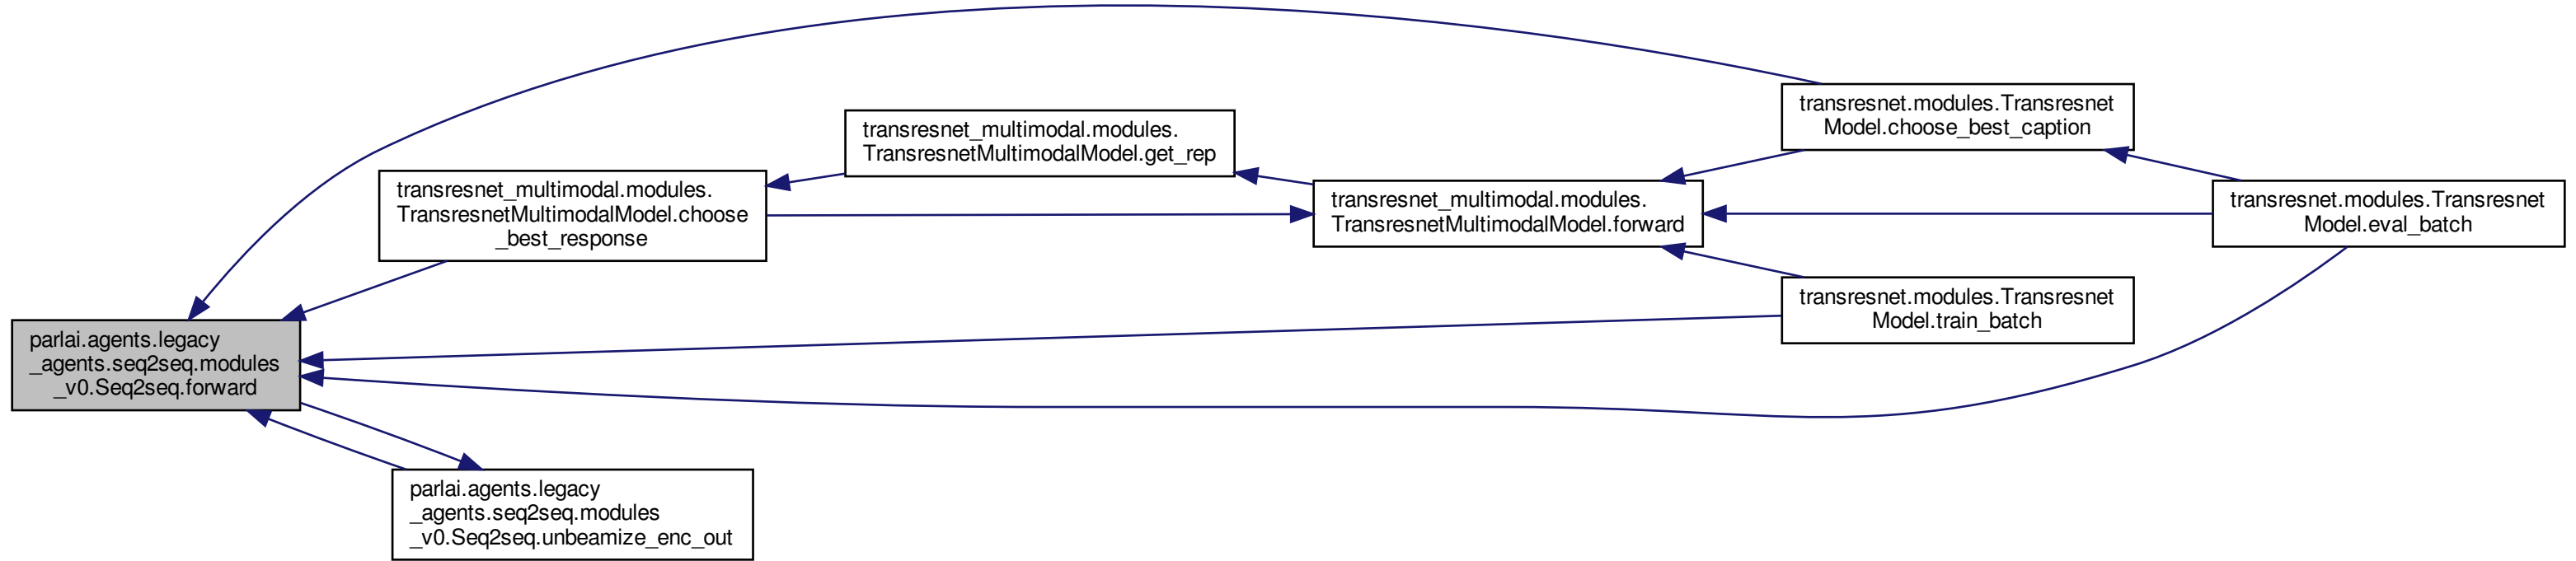 parlai.agents.legacy
_agents.seq2seq.modules
_v0.Seq2seq.forward
transresnet_multimodal.modules.
TransresnetMultimodalModel.choose
_best_response
transresnet_multimodal.modules.
TransresnetMultimodalModel.get_rep
transresnet_multimodal.modules.
TransresnetMultimodalModel.forward
transresnet.modules.Transresnet
Model.choose_best_caption
transresnet.modules.Transresnet
Model.eval_batch
transresnet.modules.Transresnet
Model.train_batch
parlai.agents.legacy
_agents.seq2seq.modules
_v0.Seq2seq.unbeamize_enc_out